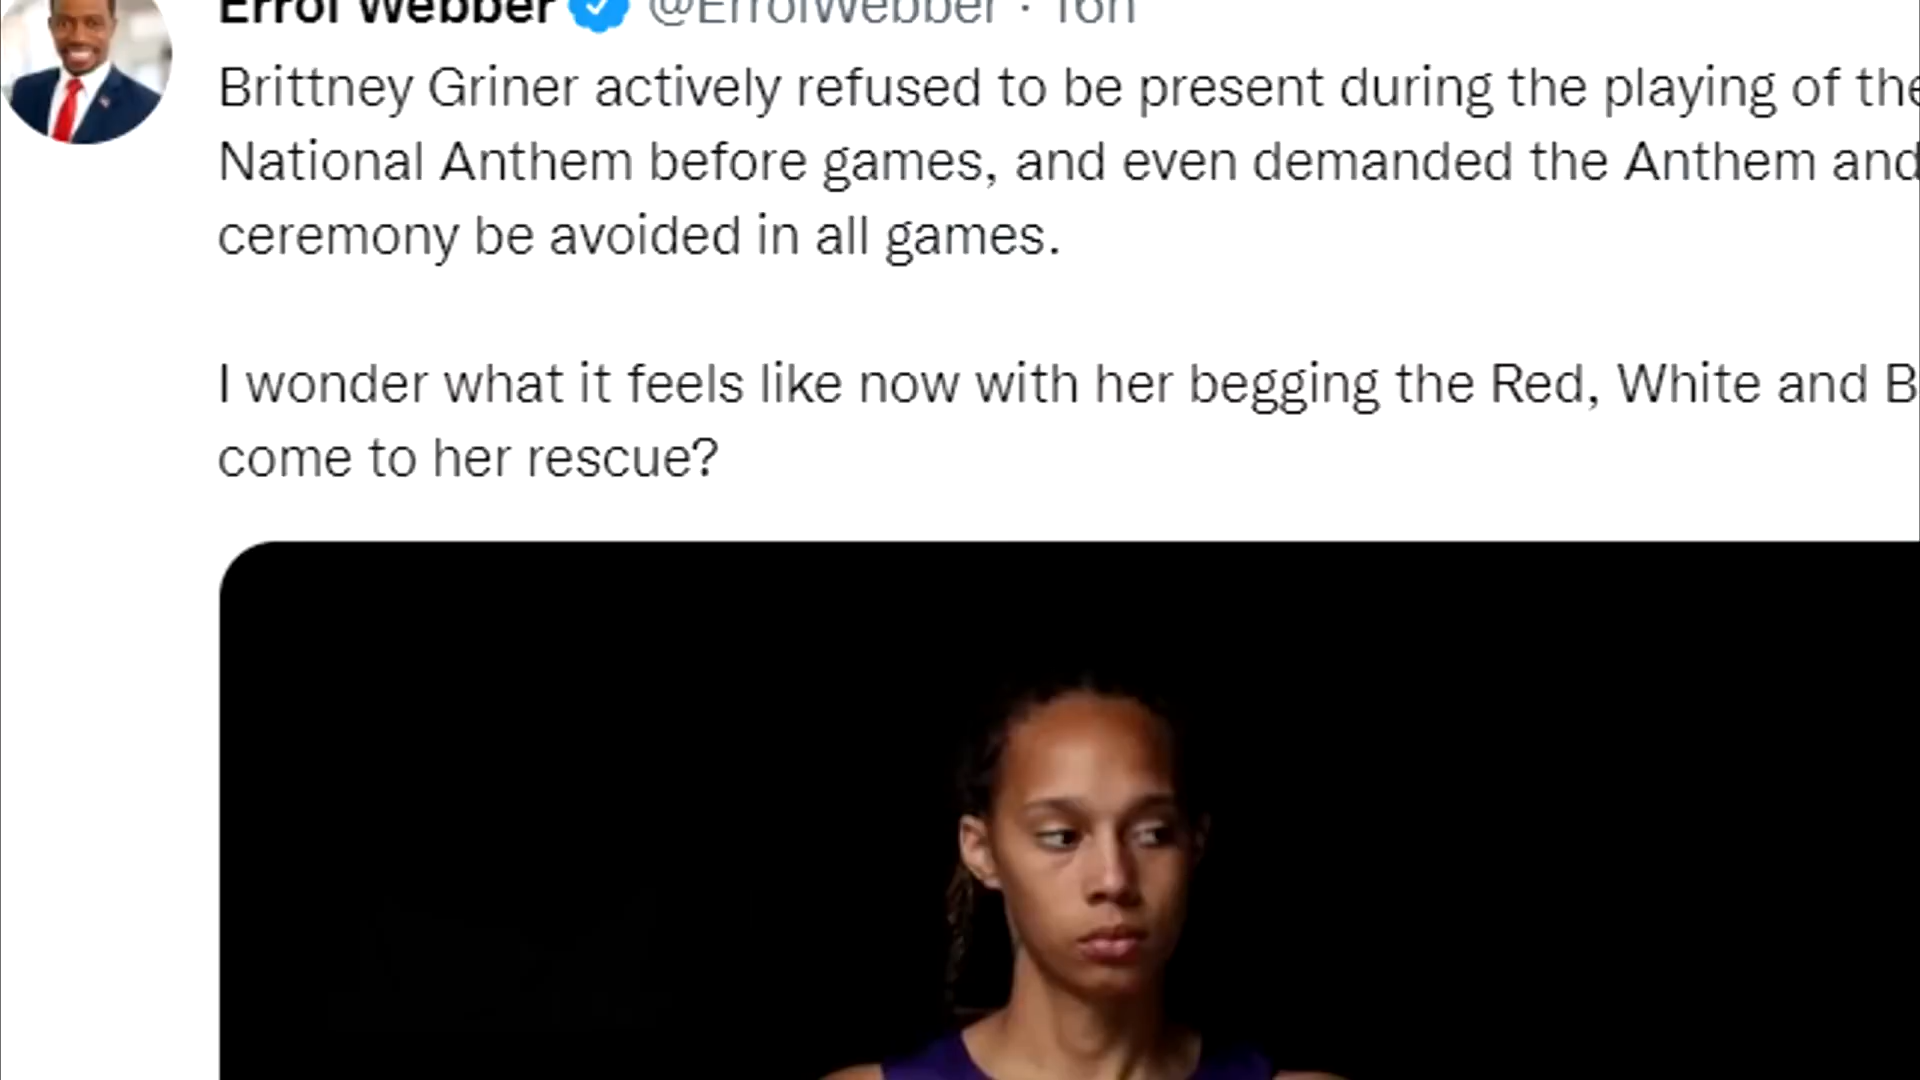 Errol Webber @ErrolWebber · 16h
Brittney Griner actively refused to be present during the playing of the
National Anthem before games, and even demanded the Anthem and
ceremony be avoided in all games.
I wonder what it feels like now with her begging the Red, White and B
come to her rescue?